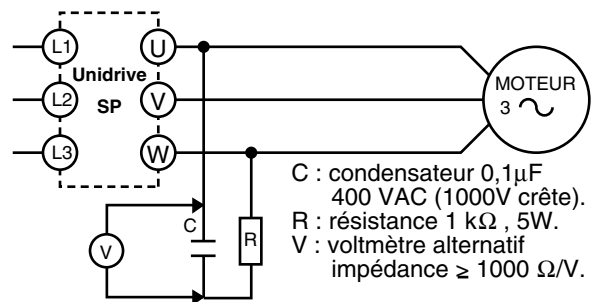 L1
U
Unidrive
SP
L2
V
L3
W
MOTEUR
3
C
R
V
C : condensateur 0,1µF
400 VAC (1000V crête).
R : résistance 1 kΩ , 5W.
V : voltmètre alternatif
impédance ≥ 1000 Ω/V.